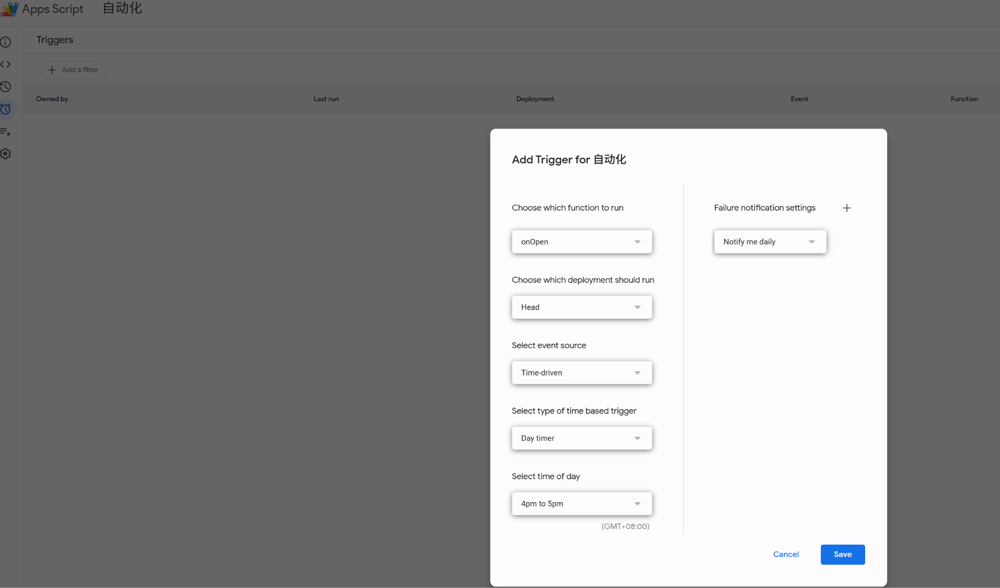 Apps Script 自动化
Triggers
Add a filter
Owned by Last run Deployment Event Function
Add Trigger for 自动化
Choose which function to run
onOpen
Choose which deployment should run
Head
Select event source
Time-driven
Select type of time based trigger
Day timer
Select time of day
4pm to 5pm
(GMT+08:00)
Failure notification settings
Notify me daily
Cancel Save